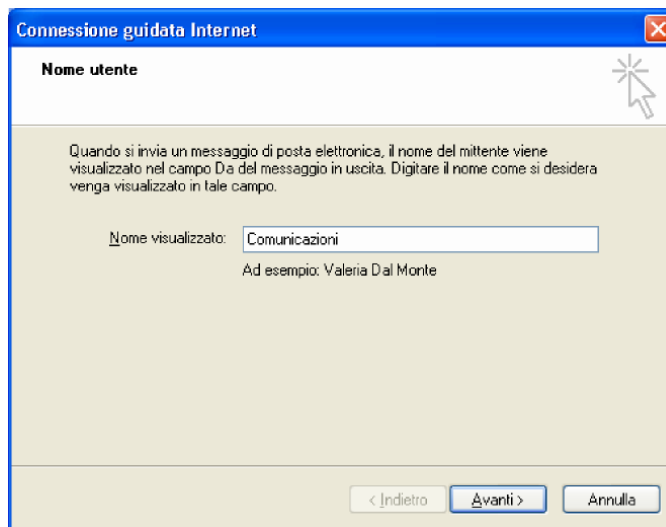 Connessione guidata Internet
Nome utente
Quando si invia un messaggio di posta elettronica, il nome del mittente viene
visualizzato nel campo Da del messaggio in uscita. Digitare il nome come si desidera
venga visualizzato in tale campo.
Nome visualizzato: Comunicazioni
Ad esempio: Valeria Dal Monte
< Indietro Avanti > Annulla